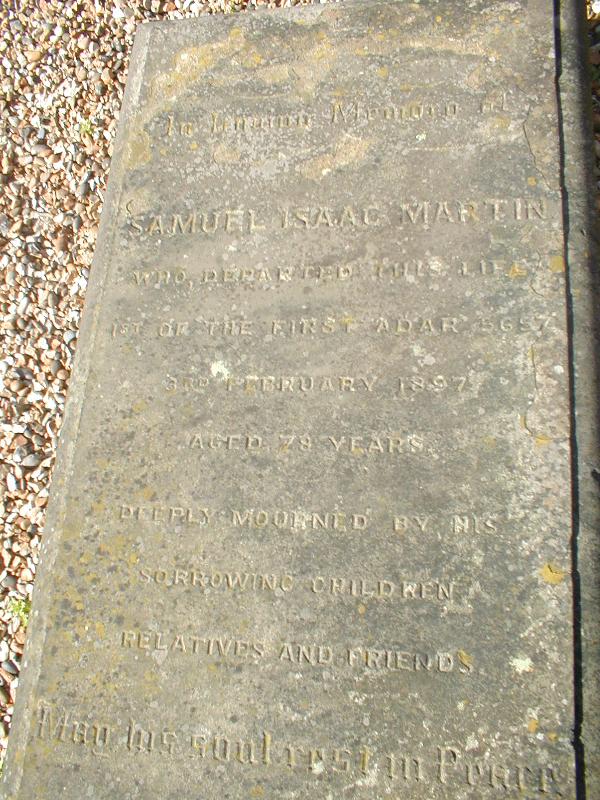 In loving Memory of
SAMUEL ISAAC MARTIN
WHO DEPARTED THIS LIFE
1ST OF THE FIRST ADAR 5657
3RD FEBRUARY 1897
AGED 79 YEARS
DEEPLY MOURNED BY HIS
SORROWING CHILDREN
RELATIVES AND FRIENDS
May his soul rest in Peace.